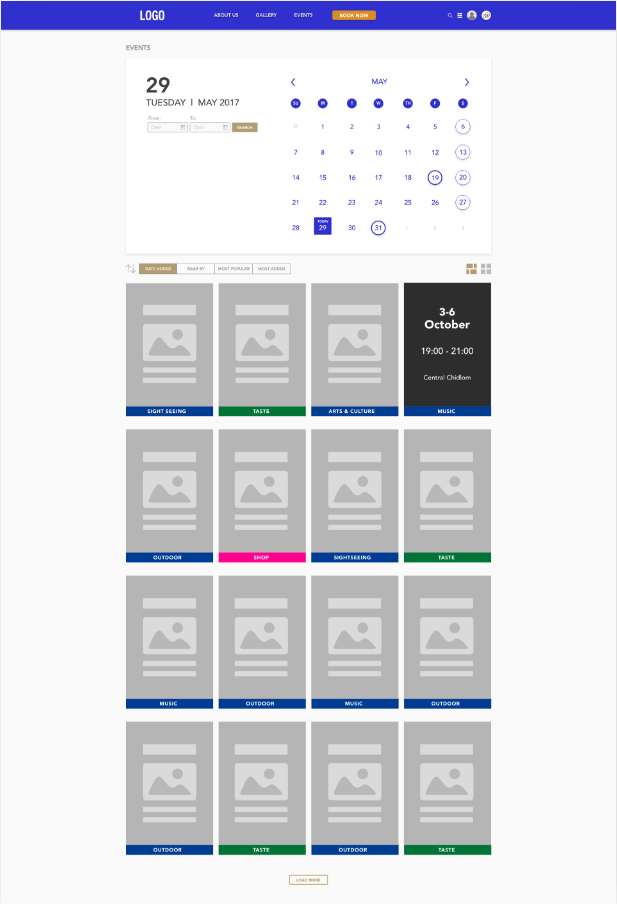 LOGO ABOUT US GALLERY EVENTS BOOK NOW
EVENTS
29
TUESDAY | MAY 2017
From: To:
Date Date SEARCH
MAY
SU M T W TH F S
1 2 3 4 5 6
7 8 9 10 11 12 13
14 15 16 17 18 19 20
21 22 23 24 25 26 27
TODAY
28 29 30 31 1 2 3
DATE ADDED NEAR BY MOST POPULAR MOST ADDED
3-6
October
19:00 - 21:00
Central Chidlom
SIGHT SEEING TASTE ARTS & CULTURE MUSIC
OUTDOOR SHOP SIGHTSEEING TASTE
MUSIC OUTDOOR MUSIC OUTDOOR
OUTDOOR TASTE OUTDOOR TASTE
LOAD MORE